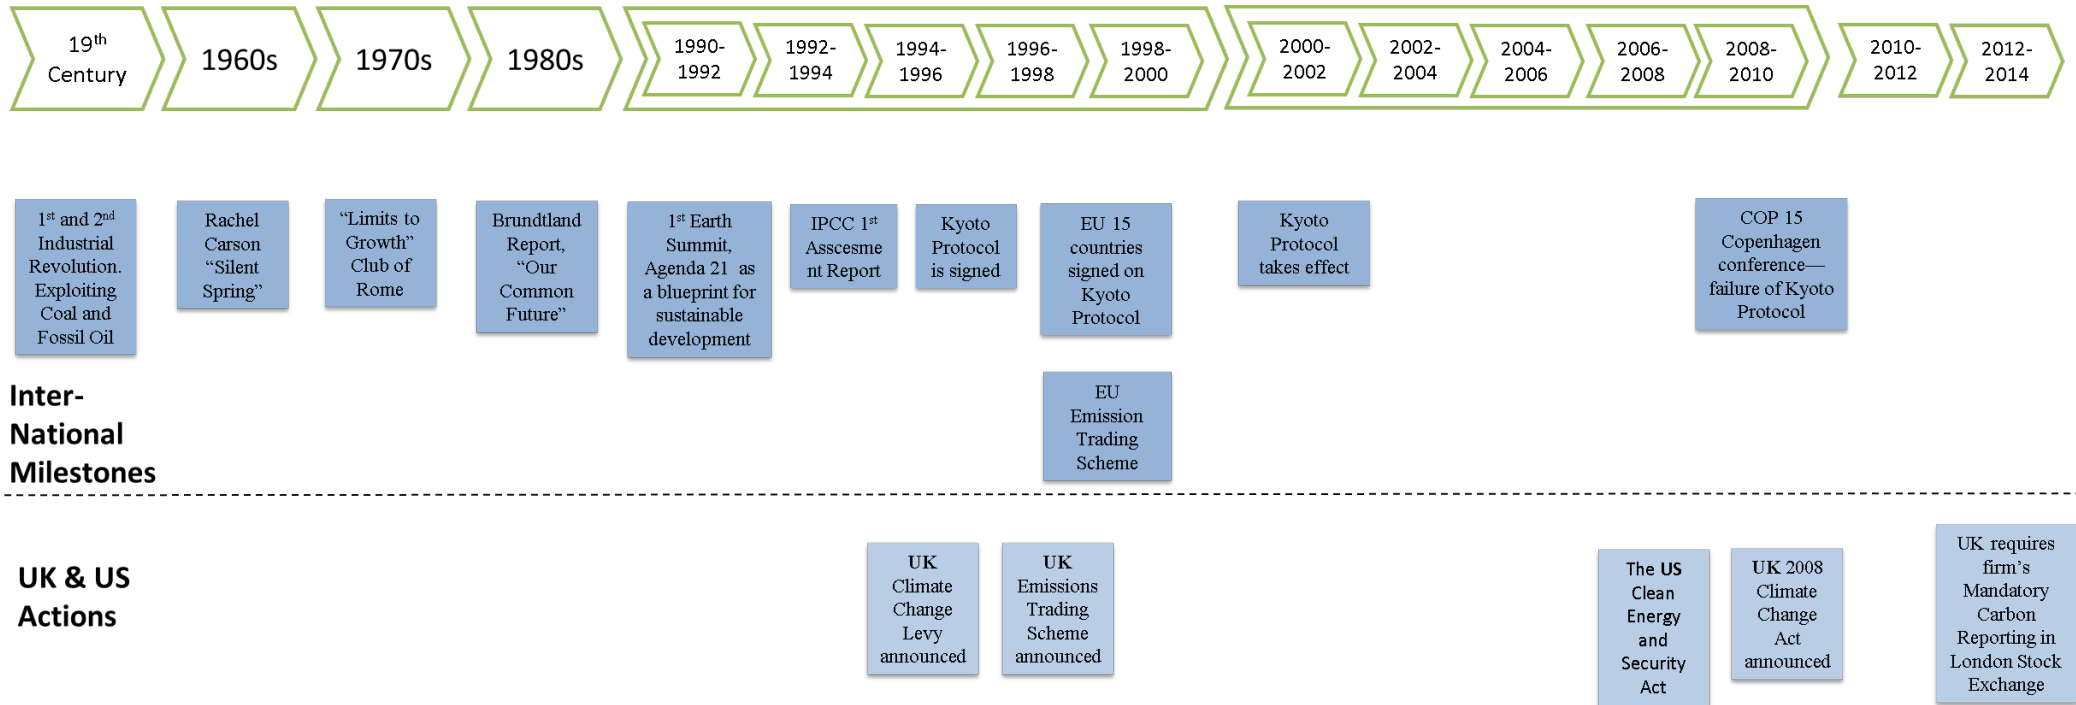 19th
Century
1960s
1970s
1980s
1990-
1992
1992-
1994
1994-
1996
1996-
1998
1998-
2000
2000-
2002
2002-
2004
2004-
2006
2006-
2008
2008-
2010
2010-
2012
2012-
2014
1st and 2nd
Industrial
Revolution.
Exploiting
Coal and
Fossil Oil
Rachel
Carson
“Silent
Spring”
“Limits to
Growth”
Club of
Rome
Brundtland
Report,
“Our
Common
Future”
1st Earth
Summit,
Agenda 21 as
a blueprint for
sustainable
development
IPCC 1st
Asscesme
nt Report
Kyoto
Protocol
is signed
EU 15
countries
signed on
Kyoto
Protocol
Kyoto
Protocol
takes effect
COP 15
Copenhagen
conference—
failure of Kyoto
Protocol
EU
Emission
Trading
Scheme
Inter-
National
Milestones
UK & US
Actions
UK
Climate
Change
Levy
announced
UK
Emissions
Trading
Scheme
announced
The US
Clean
Energy
and
Security
Act
UK 2008
Climate
Change
Act
announced
UK requires
firm’s
Mandatory
Carbon
Reporting in
London Stock
Exchange